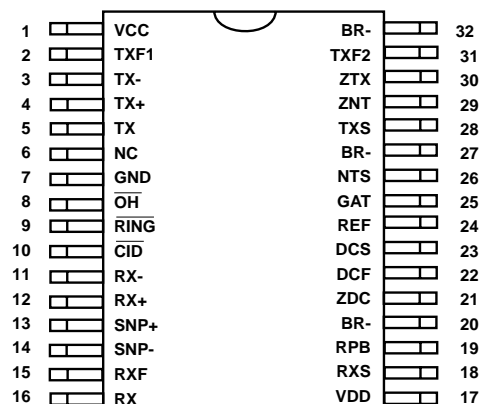 1 VCC BR- 32
2 TXF1 TXF2 31
3 TX- ZTX 30
4 TX+ ZNT 29
5 TX TXS 28
6 NC BR- 27
7 GND NTS 26
8 O̅H̅ GAT 25
9 R̅I̅N̅G̅ REF 24
10 C̅I̅D̅ DCS 23
11 RX- DCF 22
12 RX+ ZDC 21
13 SNP+ BR- 20
14 SNP- RPB 19
15 RXF RXS 18
16 RX VDD 17